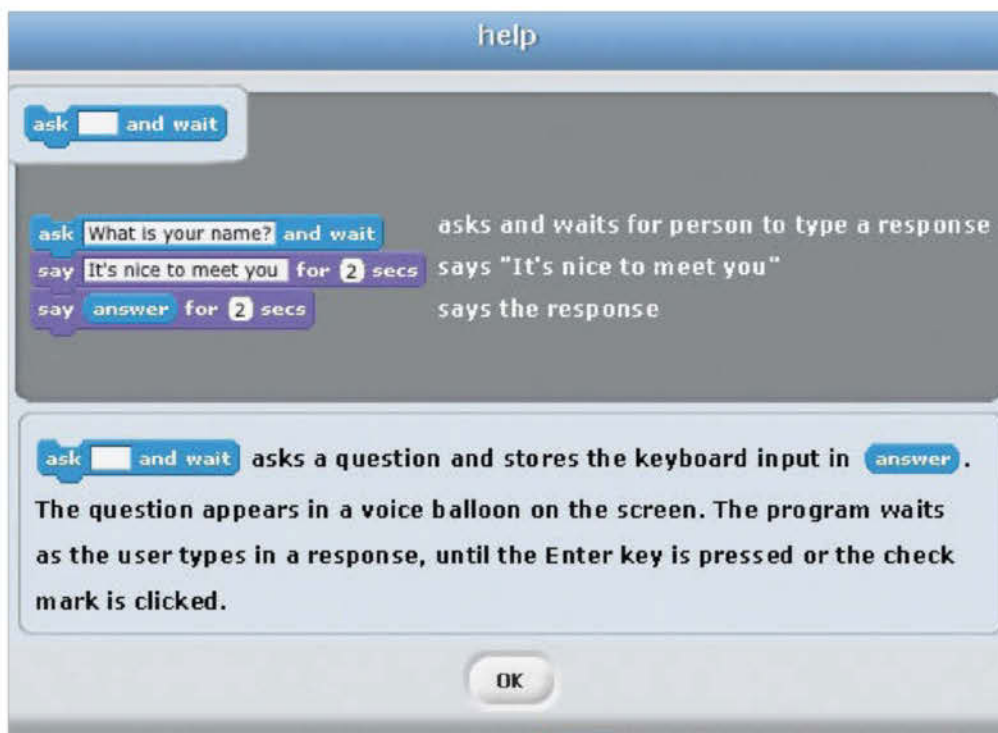 help
ask and wait
ask What is your name? and wait
asks and waits for person to type a response
say It's nice to meet you for 2 secs
says "It's nice to meet you"
say answer for 2 secs
says the response
ask and wait asks a question and stores the keyboard input in answer.
The question appears in a voice balloon on the screen. The program waits
as the user types in a response, until the Enter key is pressed or the check
mark is clicked.
OK